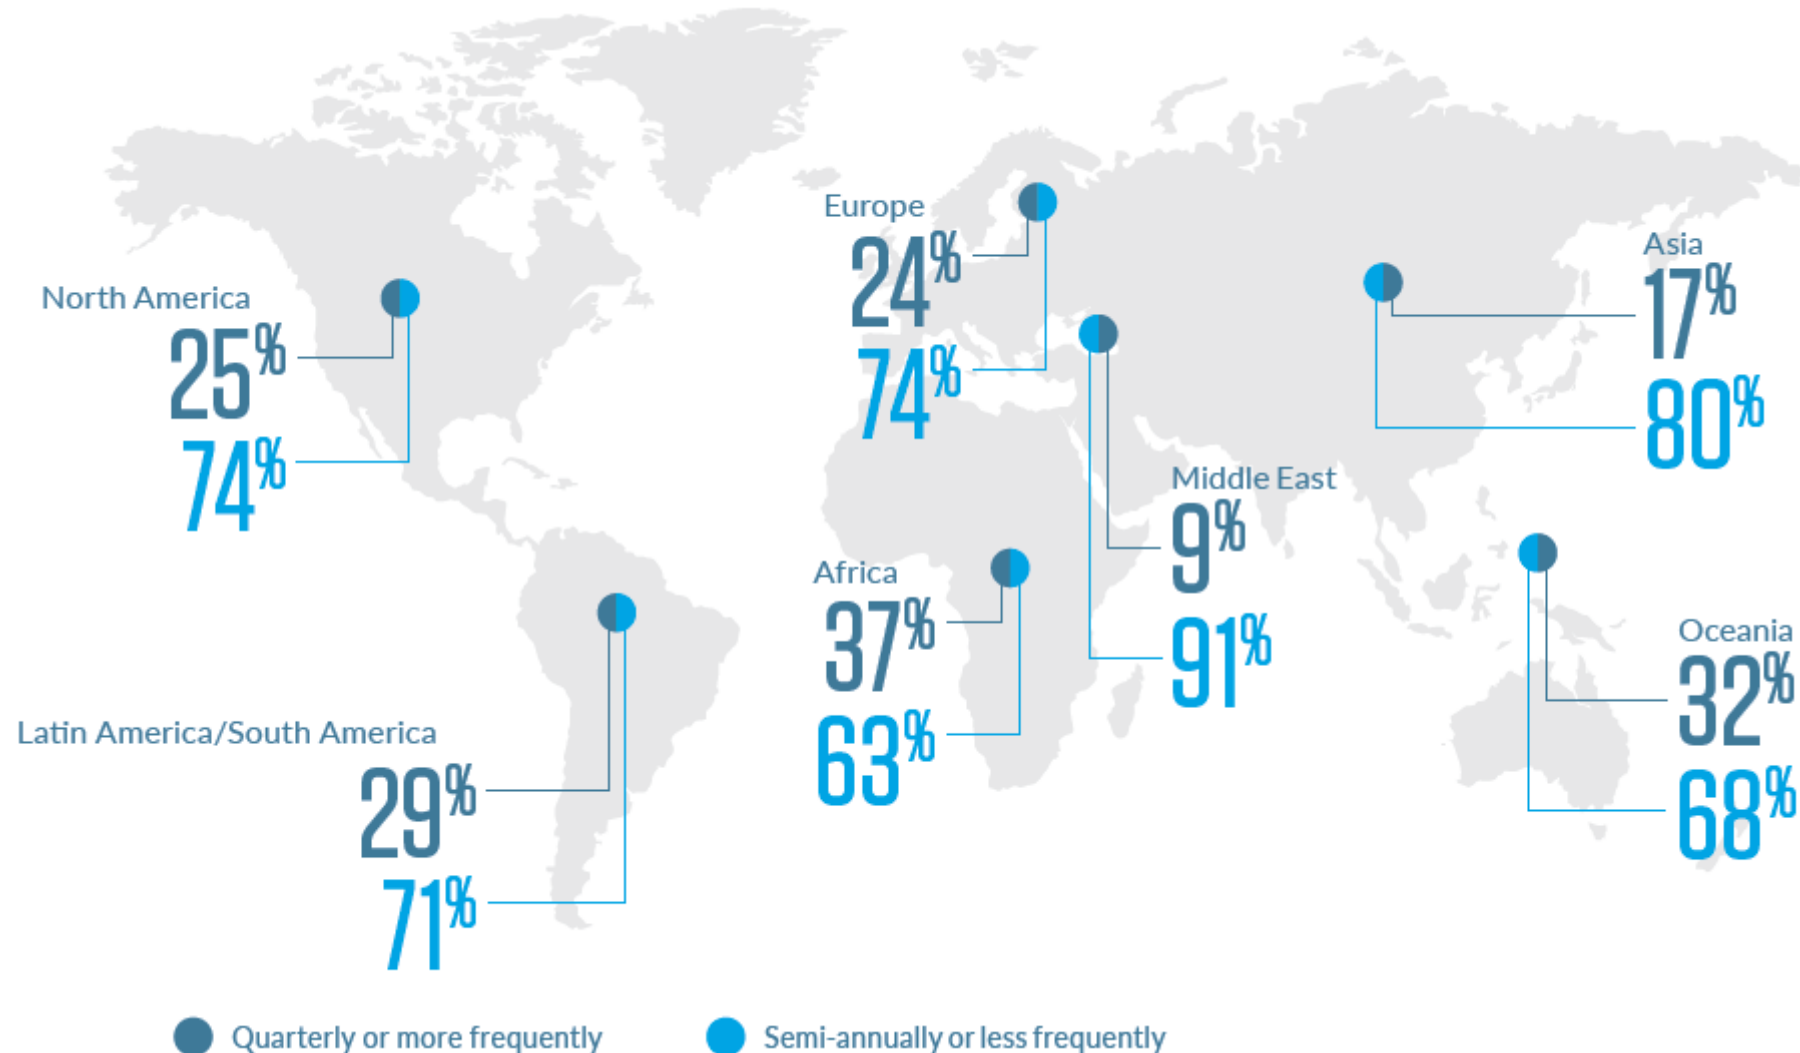 North America
25%
74%
Latin America/South America
29%
71%
Europe
24%
74%
Africa
37%
63%
Middle East
9%
91%
Asia
17%
80%
Oceania
32%
68%
Quarterly or more frequently
Semi-annually or less frequently